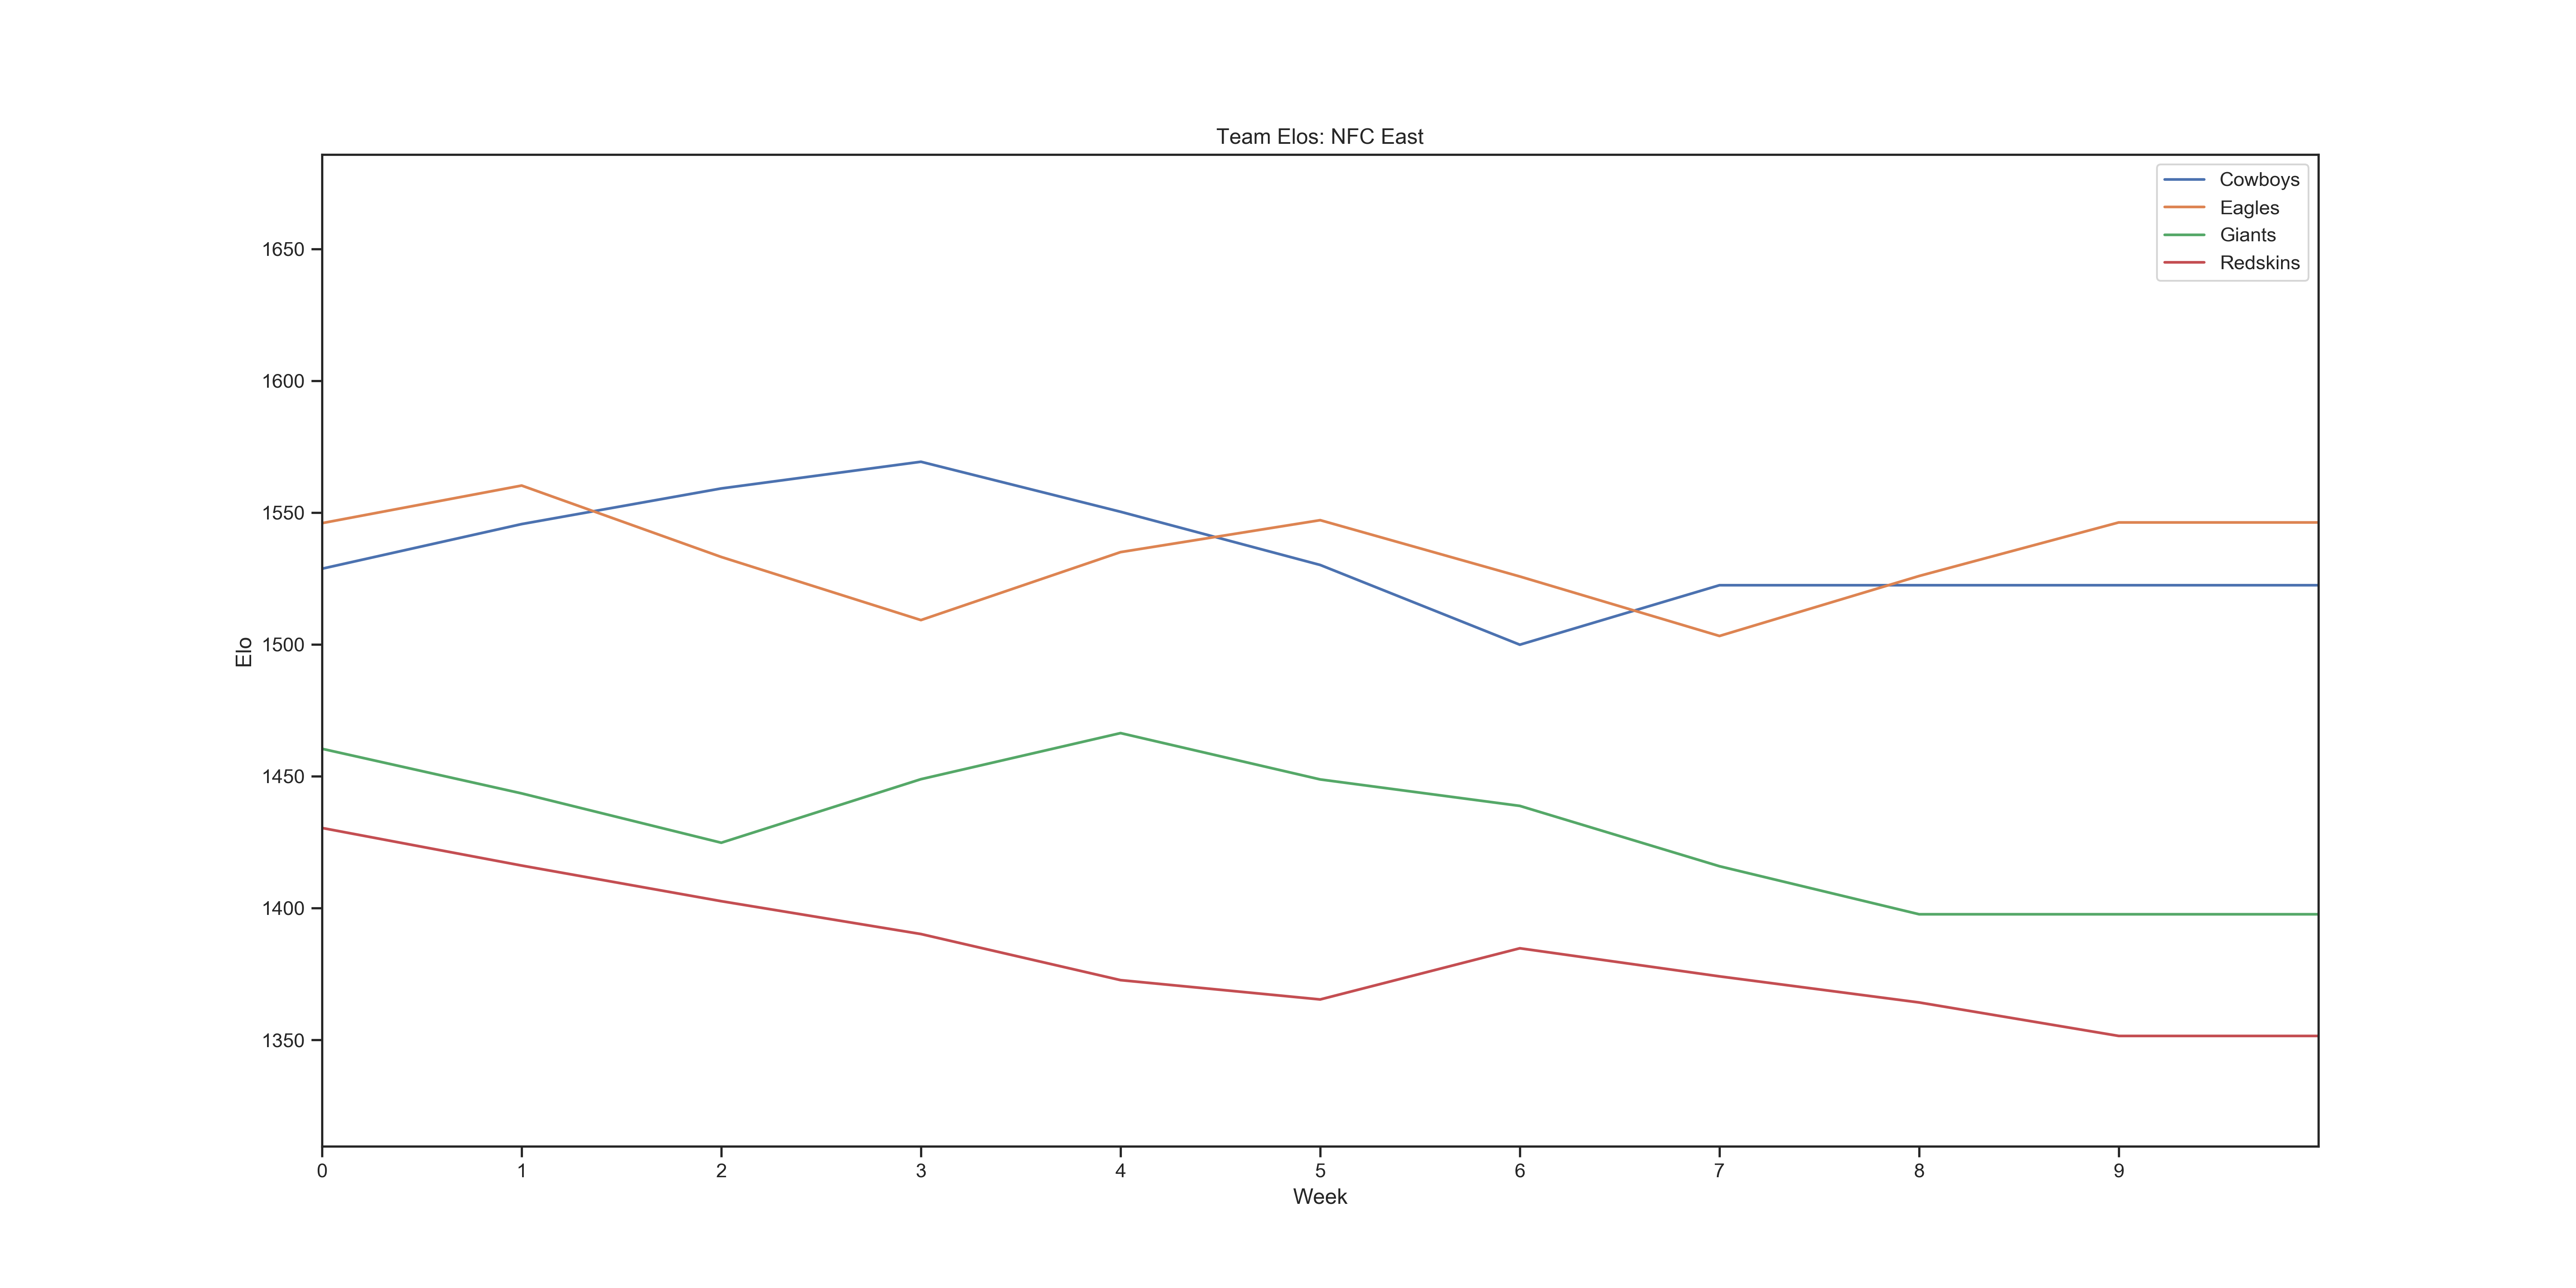 Team Elos: NFC East
Cowboys
Eagles
Giants
Redskins
1650
1600
1550
1500
1450
1400
1350
Elo
0 1 2 3 4 5 6 7 8 9
Week